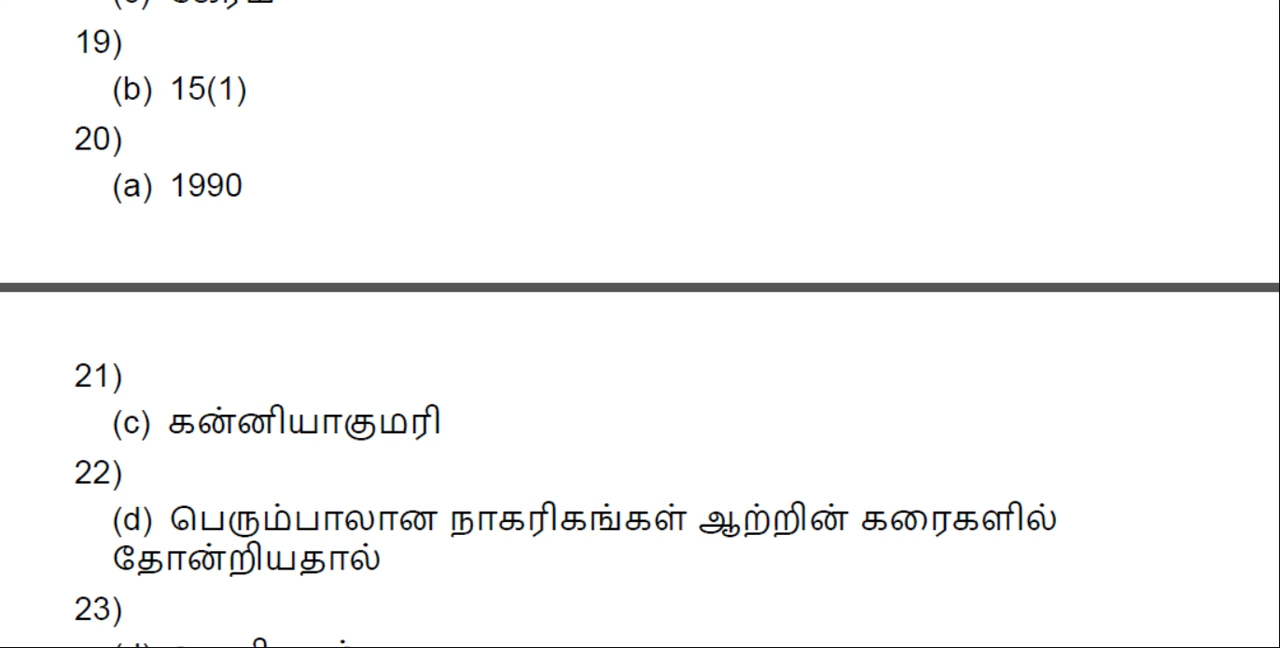 19)
(b) 15(1)
20)
(a) 1990
21)
(c) கன்னியாகுமரி
22)
(d) பெரும்பாலான நாகரிகங்கள் ஆற்றின் கரைகளில்
தோன்றியதால்
23)